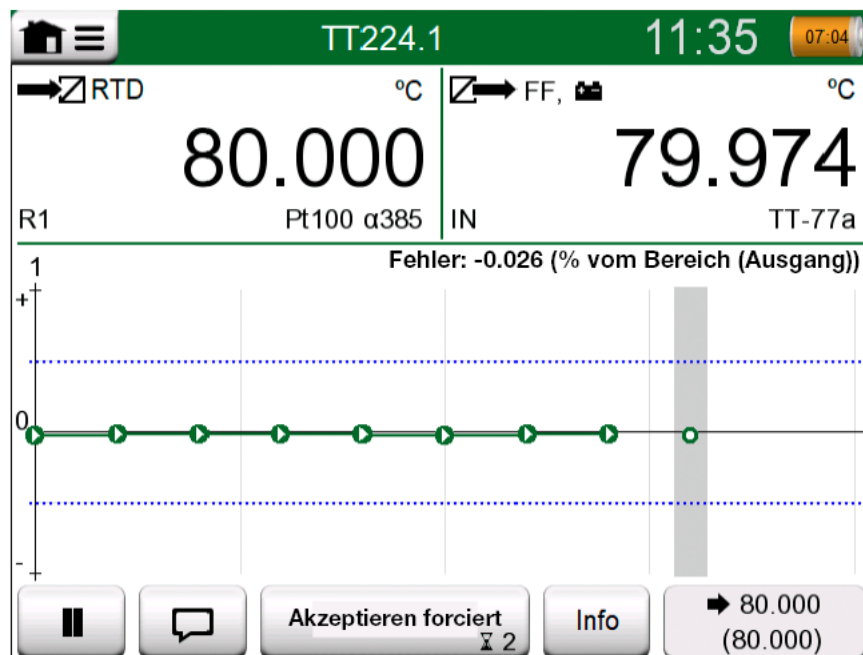 TT224.1
11:35
07:04
RTD
ºC
80.000
R1
Pt100 α385
FF,
ºC
79.974
IN
TT-77a
Fehler: -0.026 (% vom Bereich (Ausgang))
1
+
0
-
Akzeptieren forciert
2
Info
80.000
(80.000)